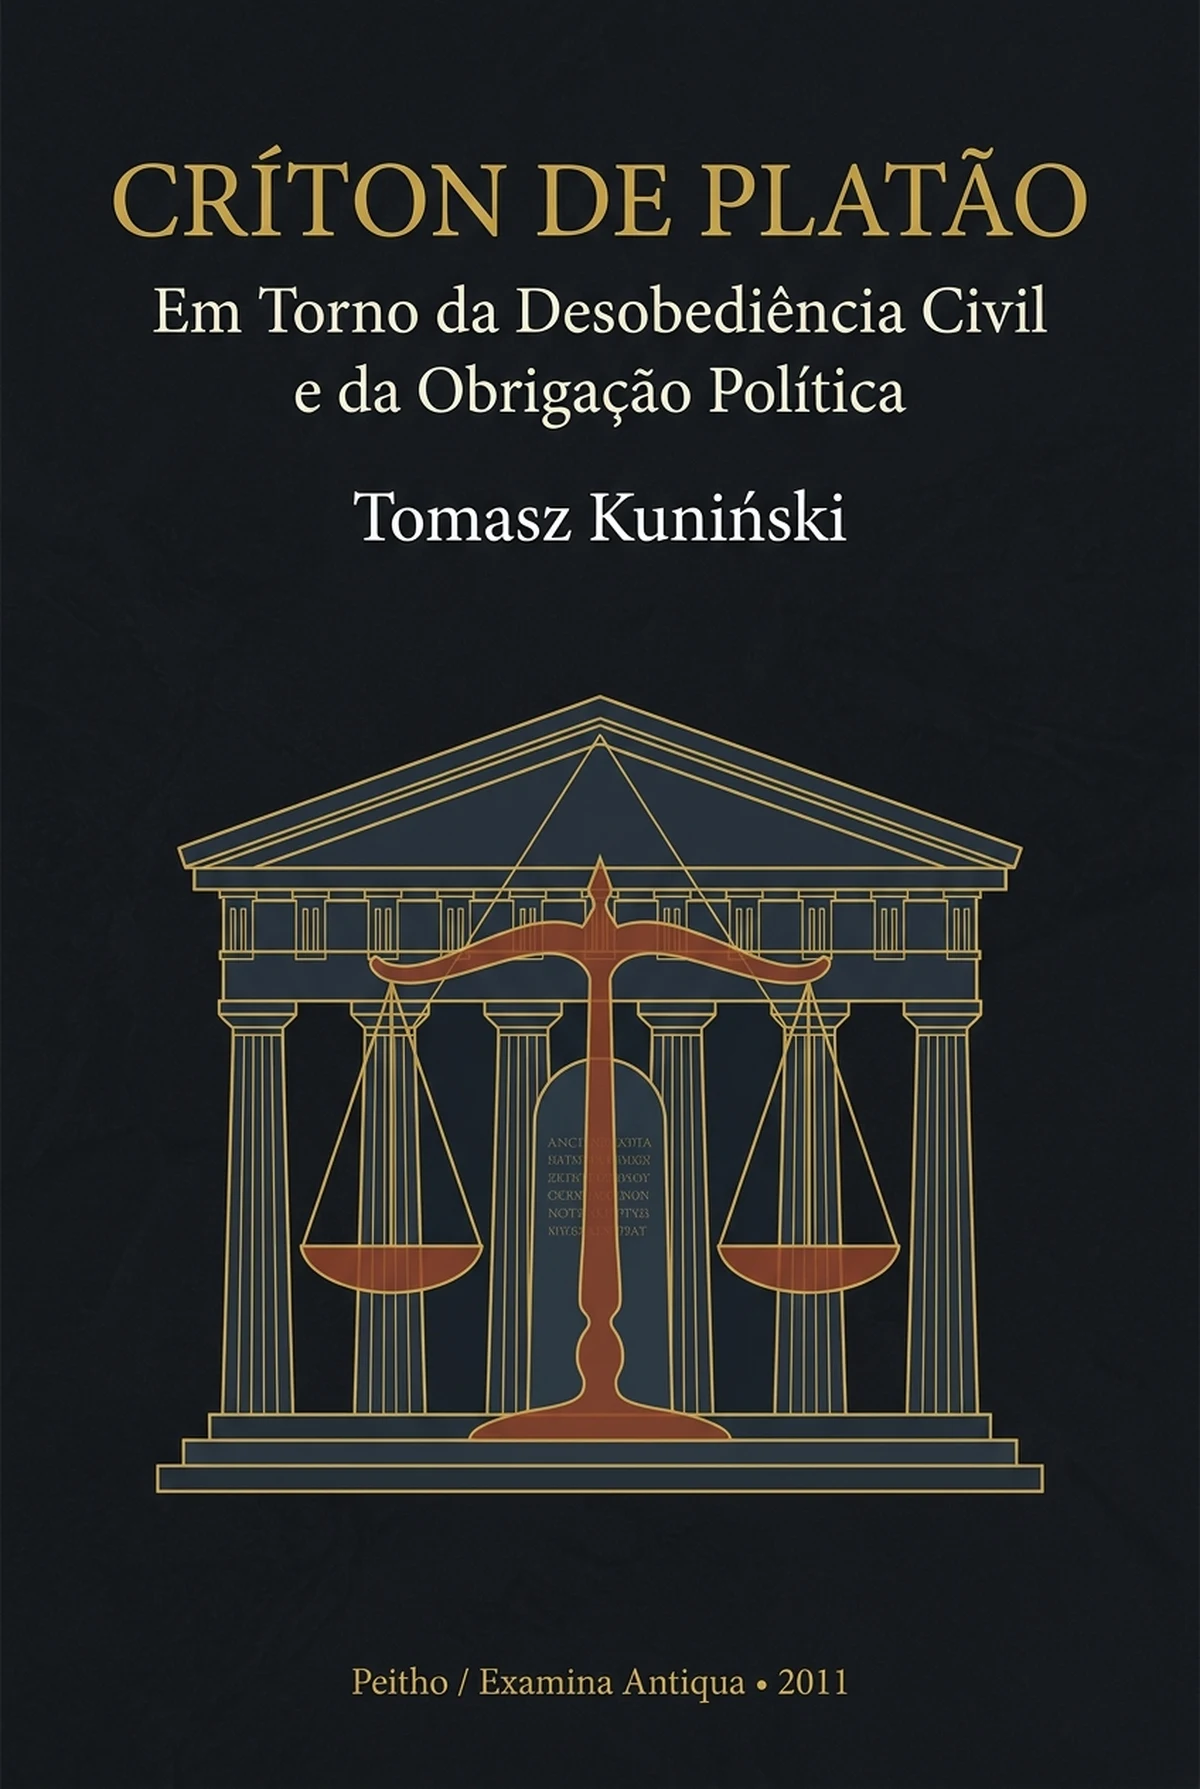 CRÍTON DE PLATÃO
Em Torno da Desobediência Civil
e da Obrigação Política
Tomasz Kuniński
Peitho / Examina Antiqua • 2011